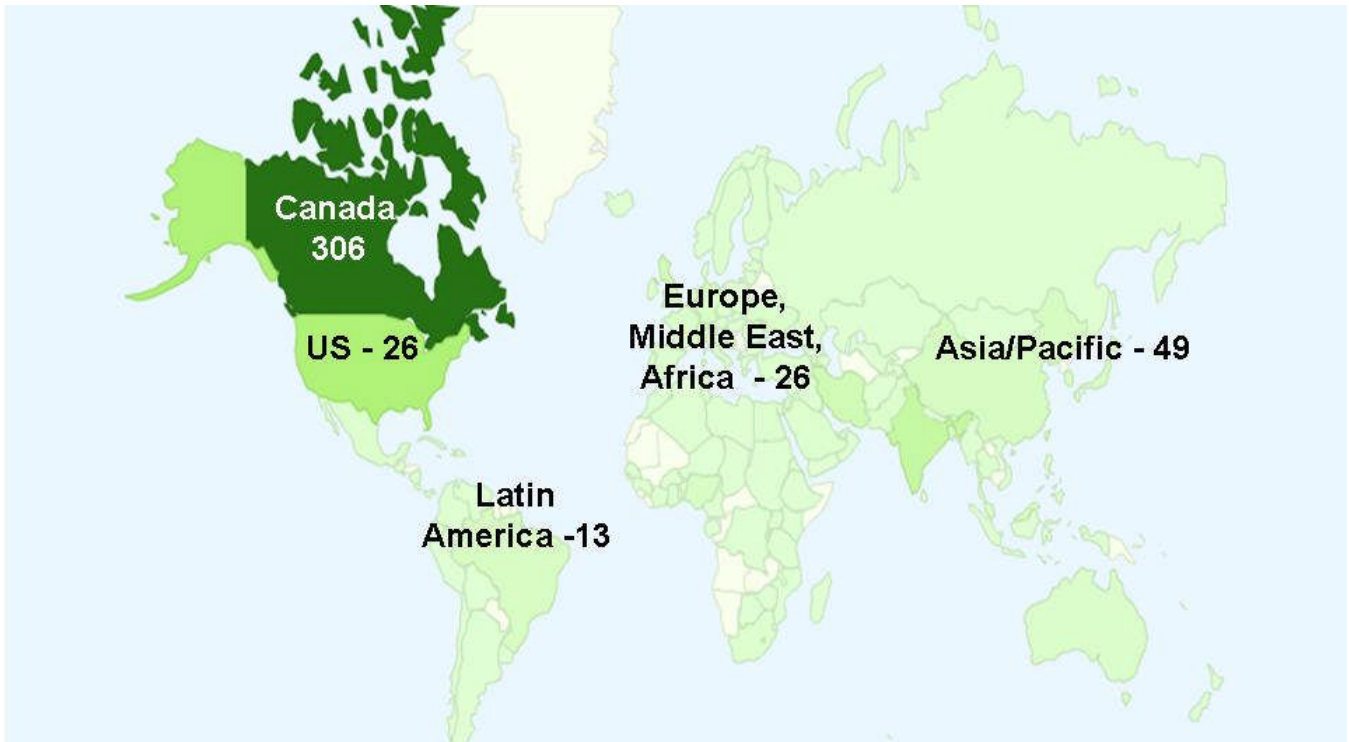 Canada
306
US - 26
Europe,
Middle East,
Africa  - 26
Asia/Pacific - 49
Latin
America -13